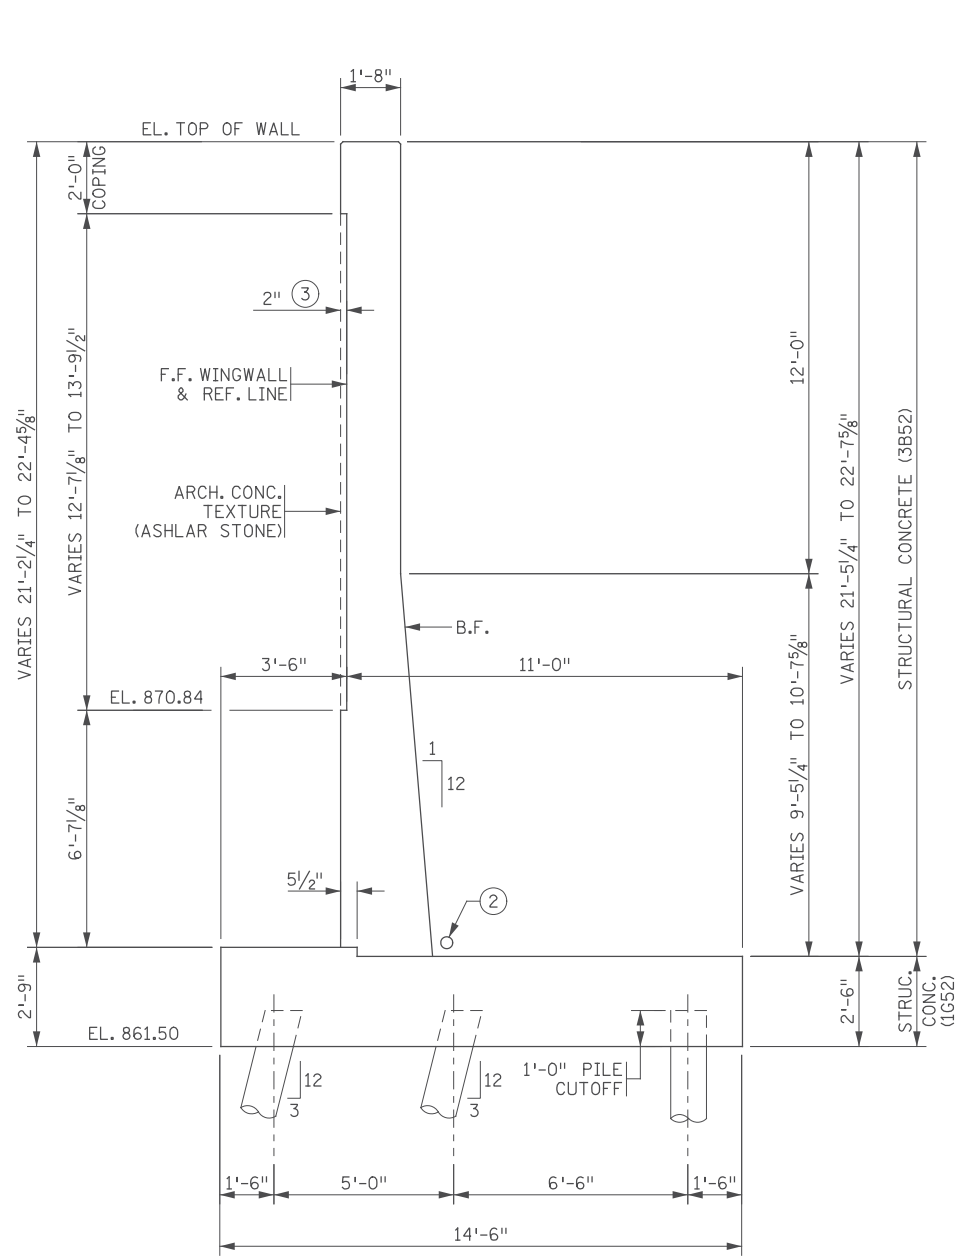 1'-8"
EL. TOP OF WALL
2'-0"
COPING
2" 3
VARIES 12'-7⅛" TO 13'-9½"
12'-0"
F.F. WINGWALL
& REF. LINE
VARIES 21'-2¼" TO 22'-4⅝"
VARIES 21'-5¼" TO 22'-7⅝"
STRUCTURAL CONCRETE (3B52)
ARCH. CONC.
TEXTURE
(ASHLAR STONE)
B.F.
3'-6"
11'-0"
EL. 870.84
VARIES 9'-5¼" TO 10'-7⅝"
1
12
6'-7⅛"
5½"
2
2'-9"
2'-6"
STRUC.
CONC.
(1G52)
EL. 861.50
12
3
12
3
1'-0" PILE
CUTOFF
1'-6"
5'-0"
6'-6"
1'-6"
14'-6"